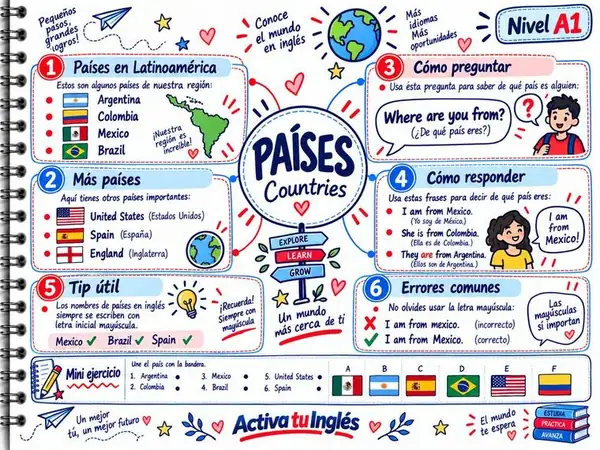 Pequeños
pasos,
grandes
logros!
Conoce
el mundo
en inglés
Más
idiomas
Más
oportunidades
Nivel A1
1 Países en Latinoamérica
Estos son algunos países de nuestra región:
Argentina
Colombia
Mexico
Brazil
¡Nuestra
región es
increíble!
2 Más países
Aquí tienes otros países importantes:
United States (Estados Unidos)
Spain (España)
England (Inglaterra)
PAÍSES
Countries
EXPLORE
LEARN
GROW
Un mundo
más cerca de ti
3 Cómo preguntar
Usa ésta pregunta para saber de qué país es alguien:
Where are you from?
(¿De qué país eres?)
?
4 Cómo responder
Usa estas frases para decir de qué país eres:
I am from Mexico.
(Yo soy de México.)
She is from Colombia.
(Ella es de Colombia.)
They are from Argentina.
(Ellos son de Argentina.)
I am
from
Mexico!
5 Tip útil
Los nombres de países en inglés
siempre se escriben con
letra inicial mayúscula.
¡Recuerda!
Siempre con
mayúscula
Mexico ✓ Brazil ✓ Spain ✓
6 Errores comunes
No olvides usar la letra mayúscula:
✗ I am from mexico. (incorrecto)
✓ I am from Mexico. (correcto)
Las
mayúsculas
sí importan
Mini ejercicio
Une el país con la bandera.
1. Argentina
2. Colombia
3. Mexico
4. Brazil
5. United States
6. Spain
A B C D E F
Un mejor
tú, un mejor futuro
Activa tu Inglés
El mundo
te espera
ESTUDIA
PRACTICA
AVANZA